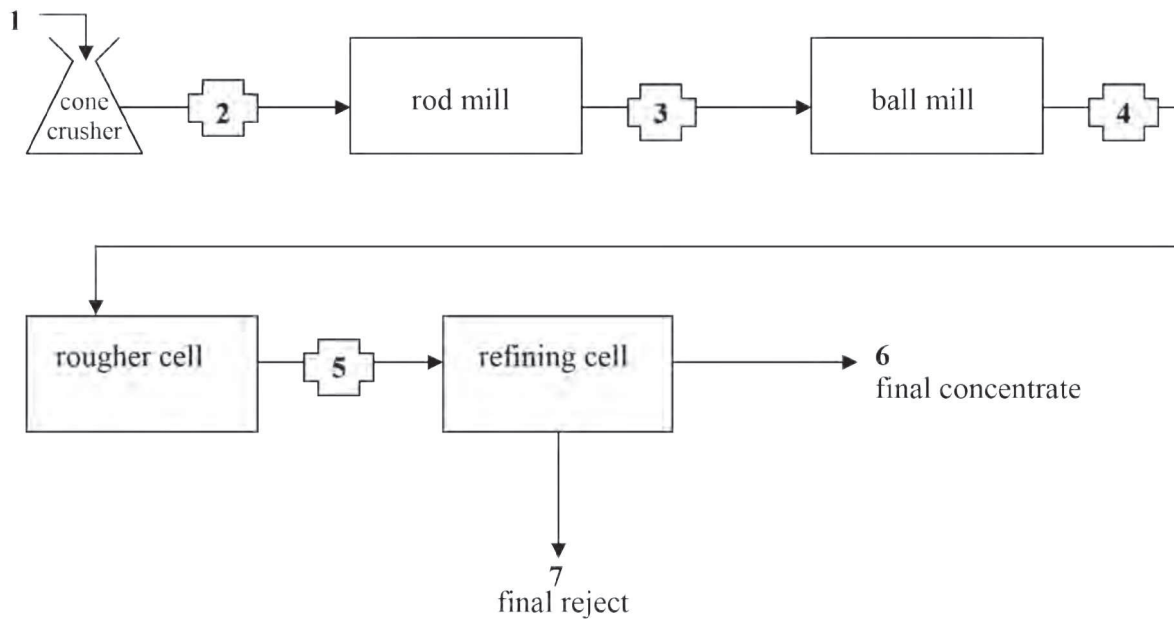 1
cone
crusher
2
rod mill
3
ball mill
4
rougher cell
5
refining cell
6
final concentrate
7
final reject